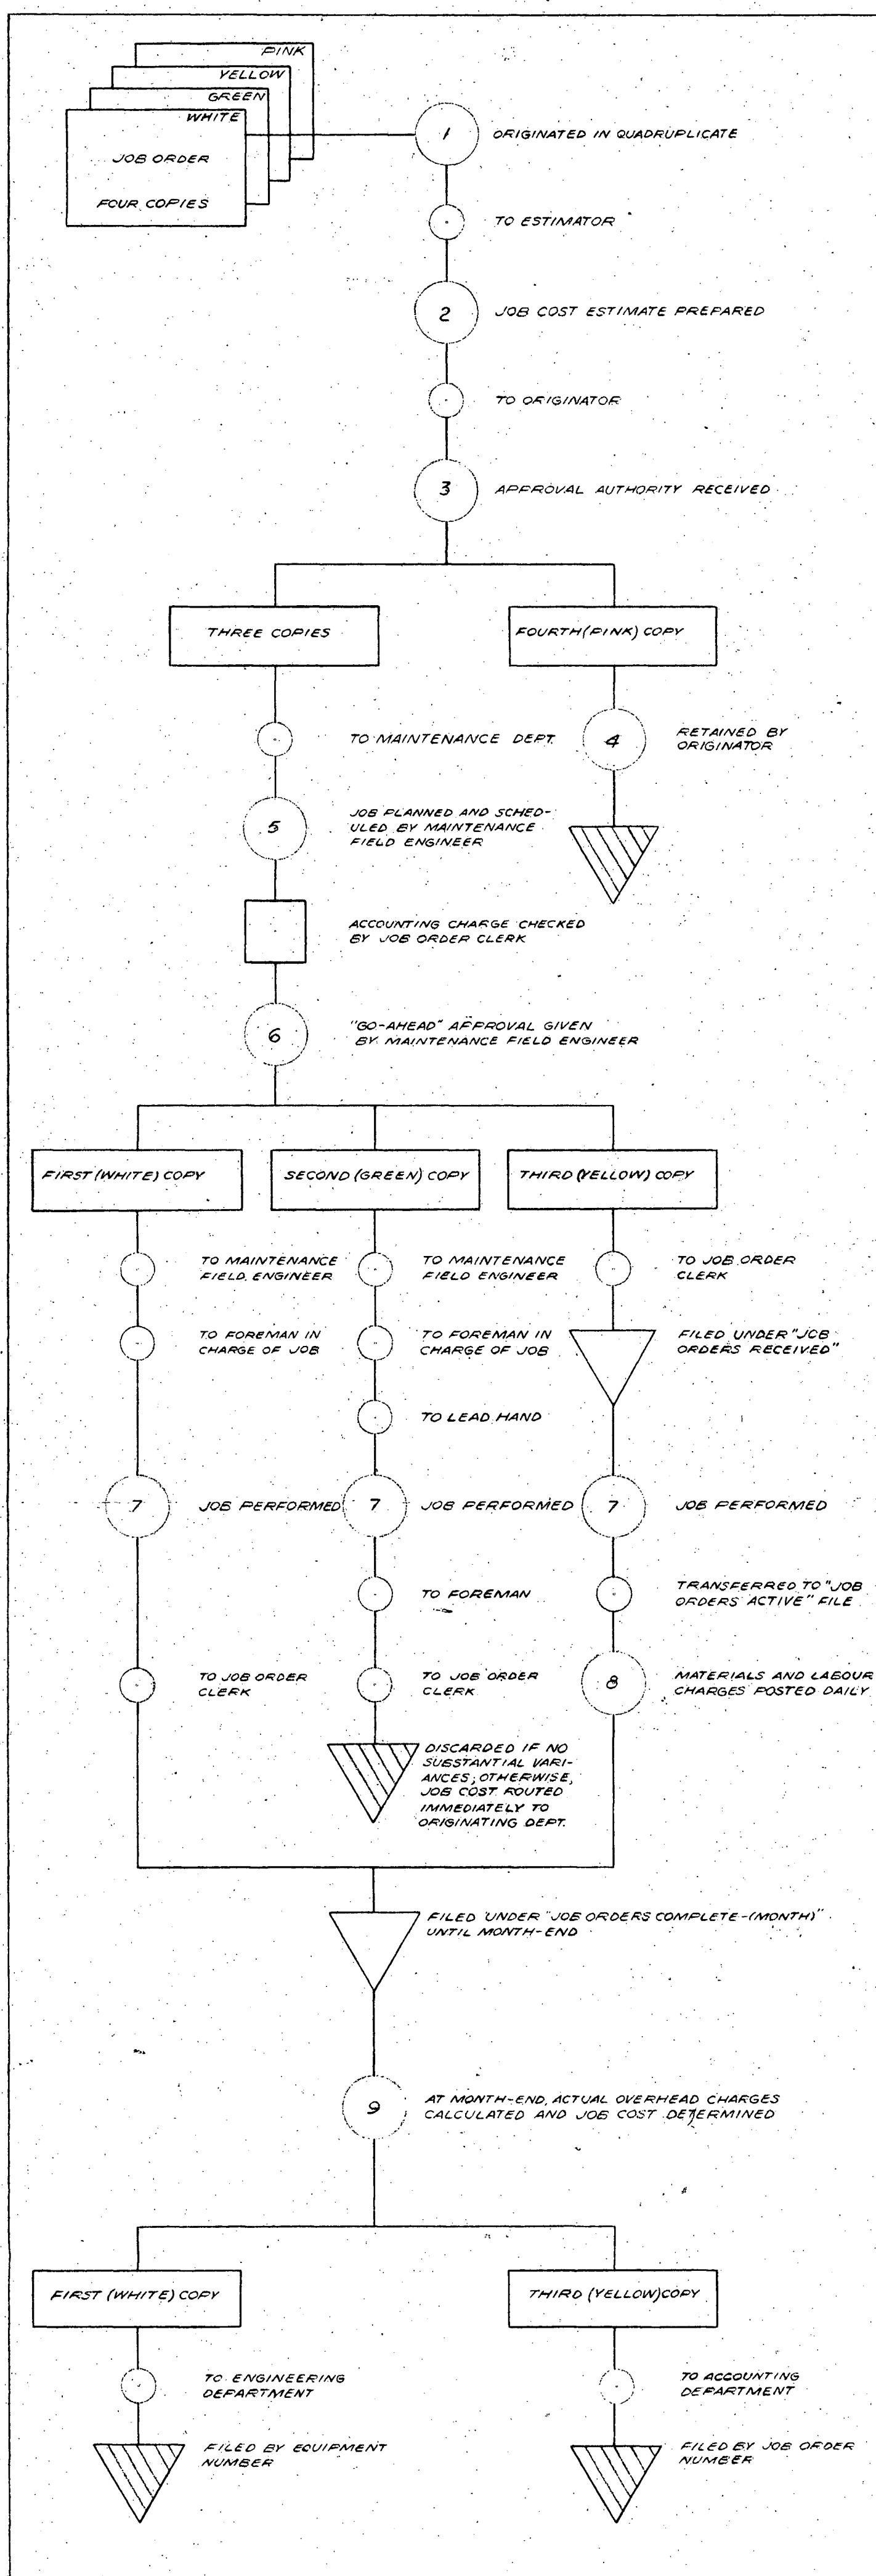 PINK
YELLOW
GREEN
WHITE
JOB ORDER
FOUR COPIES
1
ORIGINATED IN QUADRUPLICATE
TO ESTIMATOR
2
JOB COST ESTIMATE PREPARED
TO ORIGINATOR
3
APPROVAL AUTHORITY RECEIVED
THREE COPIES
FOURTH (PINK) COPY
TO MAINTENANCE DEPT.
4
RETAINED BY
ORIGINATOR
5
JOB PLANNED AND SCHED-
ULED BY MAINTENANCE
FIELD ENGINEER
ACCOUNTING CHARGE CHECKED
BY JOB ORDER CLERK
6
"GO-AHEAD" APPROVAL GIVEN
BY MAINTENANCE FIELD ENGINEER
FIRST (WHITE) COPY
SECOND (GREEN) COPY
THIRD (YELLOW) COPY
TO MAINTENANCE
FIELD ENGINEER
TO MAINTENANCE
FIELD ENGINEER
TO JOB ORDER
CLERK
TO FOREMAN IN
CHARGE OF JOB
TO FOREMAN IN
CHARGE OF JOB
FILED UNDER "JOB
ORDERS RECEIVED"
TO LEAD HAND
7
JOB PERFORMED
7
JOB PERFORMED
7
JOB PERFORMED
TO FOREMAN
TRANSFERRED TO "JOB
ORDERS ACTIVE" FILE
TO JOB ORDER
CLERK
TO JOB ORDER
CLERK
8
MATERIALS AND LABOUR
CHARGES POSTED DAILY
DISCARDED IF NO
SUBSTANTIAL VARI-
ANCES; OTHERWISE,
JOB COST ROUTED
IMMEDIATELY TO
ORIGINATING DEPT.
FILED UNDER "JOB ORDERS COMPLETE-(MONTH)"
UNTIL MONTH-END
9
AT MONTH-END, ACTUAL OVERHEAD CHARGES
CALCULATED AND JOB COST DETERMINED
FIRST (WHITE) COPY
THIRD (YELLOW) COPY
TO ENGINEERING
DEPARTMENT
TO ACCOUNTING
DEPARTMENT
FILED BY EQUIPMENT
NUMBER
FILED BY JOB ORDER
NUMBER